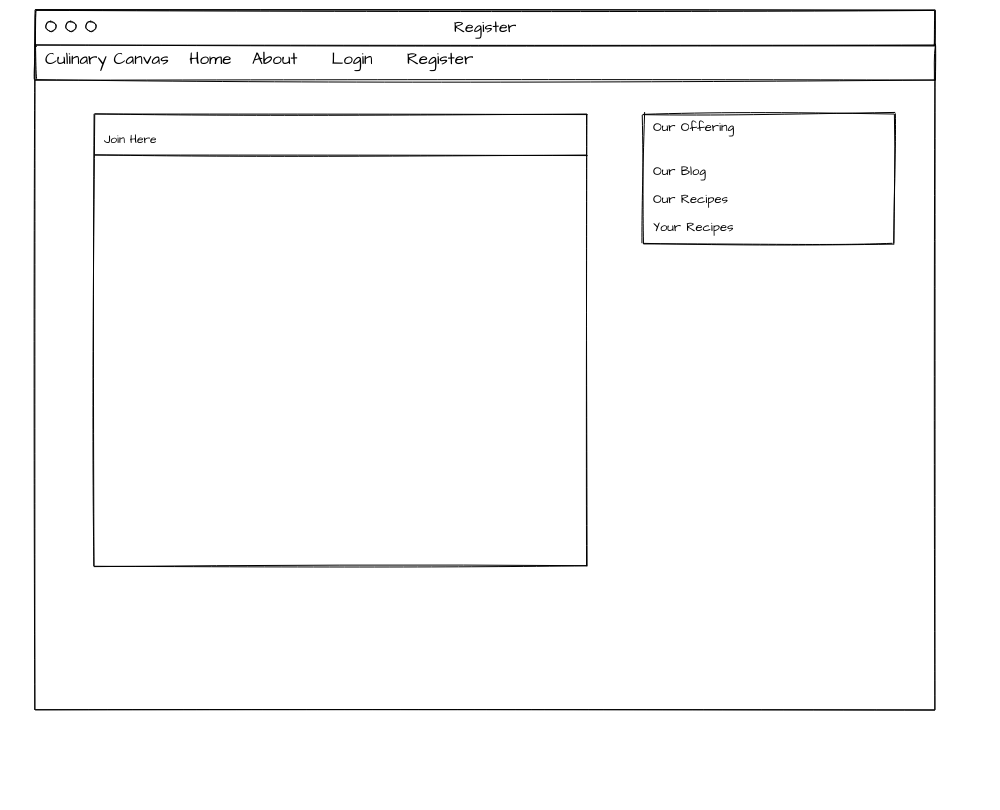 Register
Culinary Canvas Home About Login Register
Join Here
Our Offering
Our Blog
Our Recipes
Your Recipes